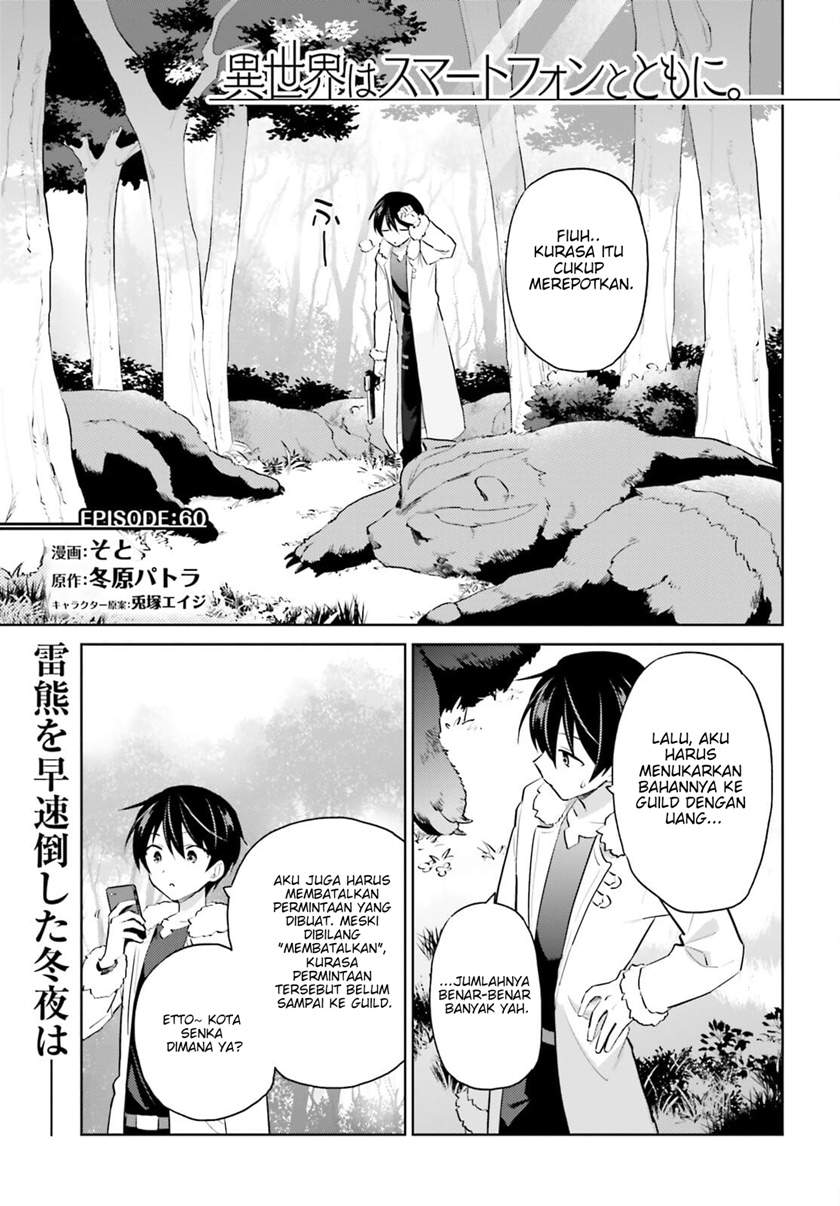 異世界はスマートフォンとともに。
ふー
FIUH..
KURASA ITU
CUKUP
MEREPOTKAN.
EPISODE:60
漫画：そと
原作：冬原パトラ
キャラクター原案：兎塚エイジ
LALU, AKU
HARUS
MENUKARKAN
BAHANNYA KE
GUILD DENGAN
UANG...
...JUMLAHNYA
BENAR-BENAR
BANYAK YAH.
AKU JUGA HARUS
MEMBATALKAN
PERMINTAAN YANG
DIBUAT. MESKI
DIBILANG
"MEMBATALKAN",
KURASA
PERMINTAAN
TERSEBUT BELUM
SAMPAI KE GUILD.
ETTO~ KOTA
SENKA
DIMANA YA?
雷熊を早速倒した冬夜は――